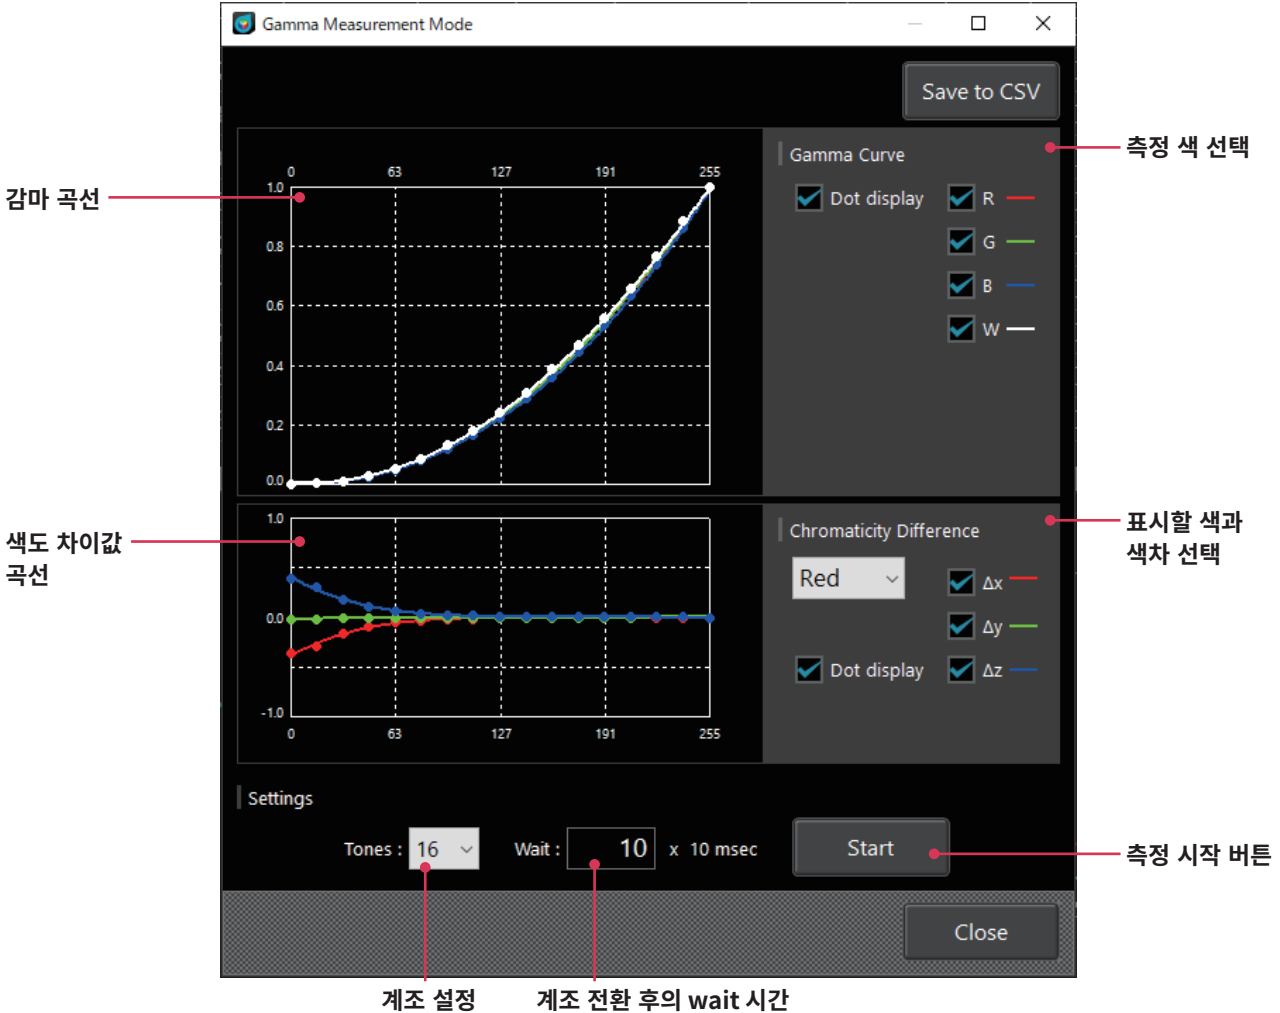 Gamma Measurement Mode
Save to CSV
측정 색 선택
Gamma Curve
0 63 127 191 255
감마 곡선
1.0
0.8
0.6
0.4
0.2
0.0
Dot display
R
G
B
W
색도 차이값
곡선
1.0
0.0
-1.0
0 63 127 191 255
표시할 색과
색차 선택
Chromaticity Difference
Red
Δx
Δy
Dot display
Δz
Settings
Tones : 16 Wait : 10 x 10 msec
Start
측정 시작 버튼
Close
계조 설정
계조 전환 후의 wait 시간